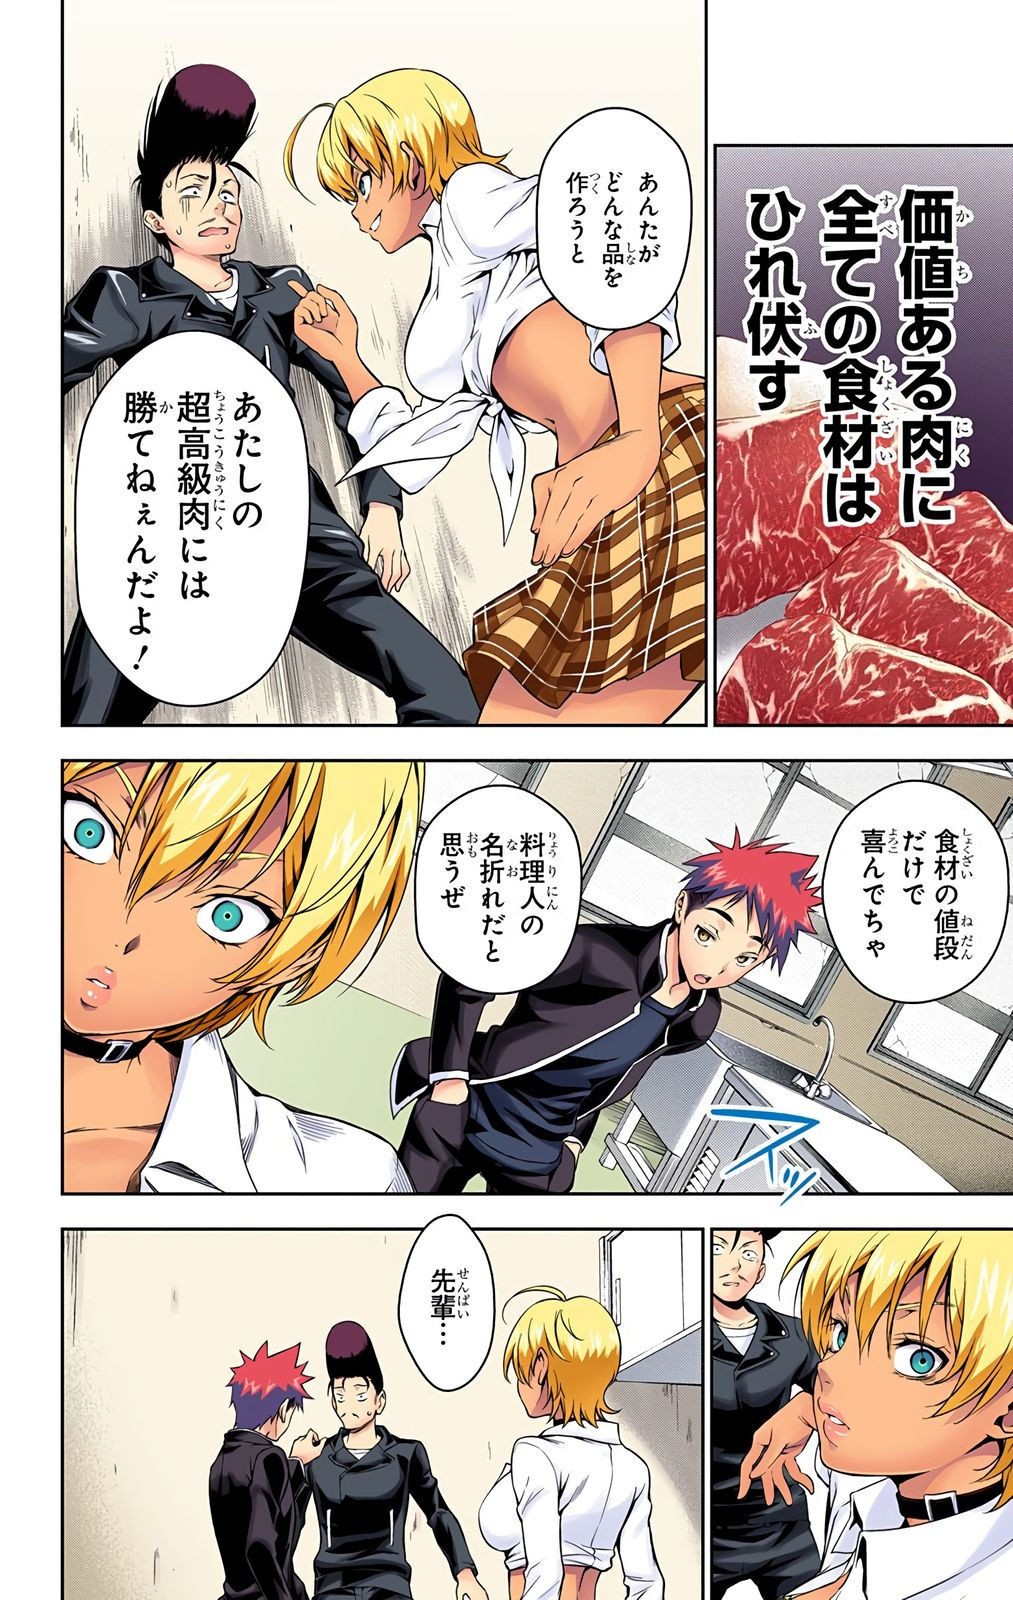 価値ある肉に
全ての食材は
ひれ伏す
あんたが
どんな品を
作ろうと
あたしの
超高級肉には
勝てねぇんだよ!
食材の値段
だけで
喜んでちゃ
料理人の
名折れだと
思うぜ
スッ
先輩…